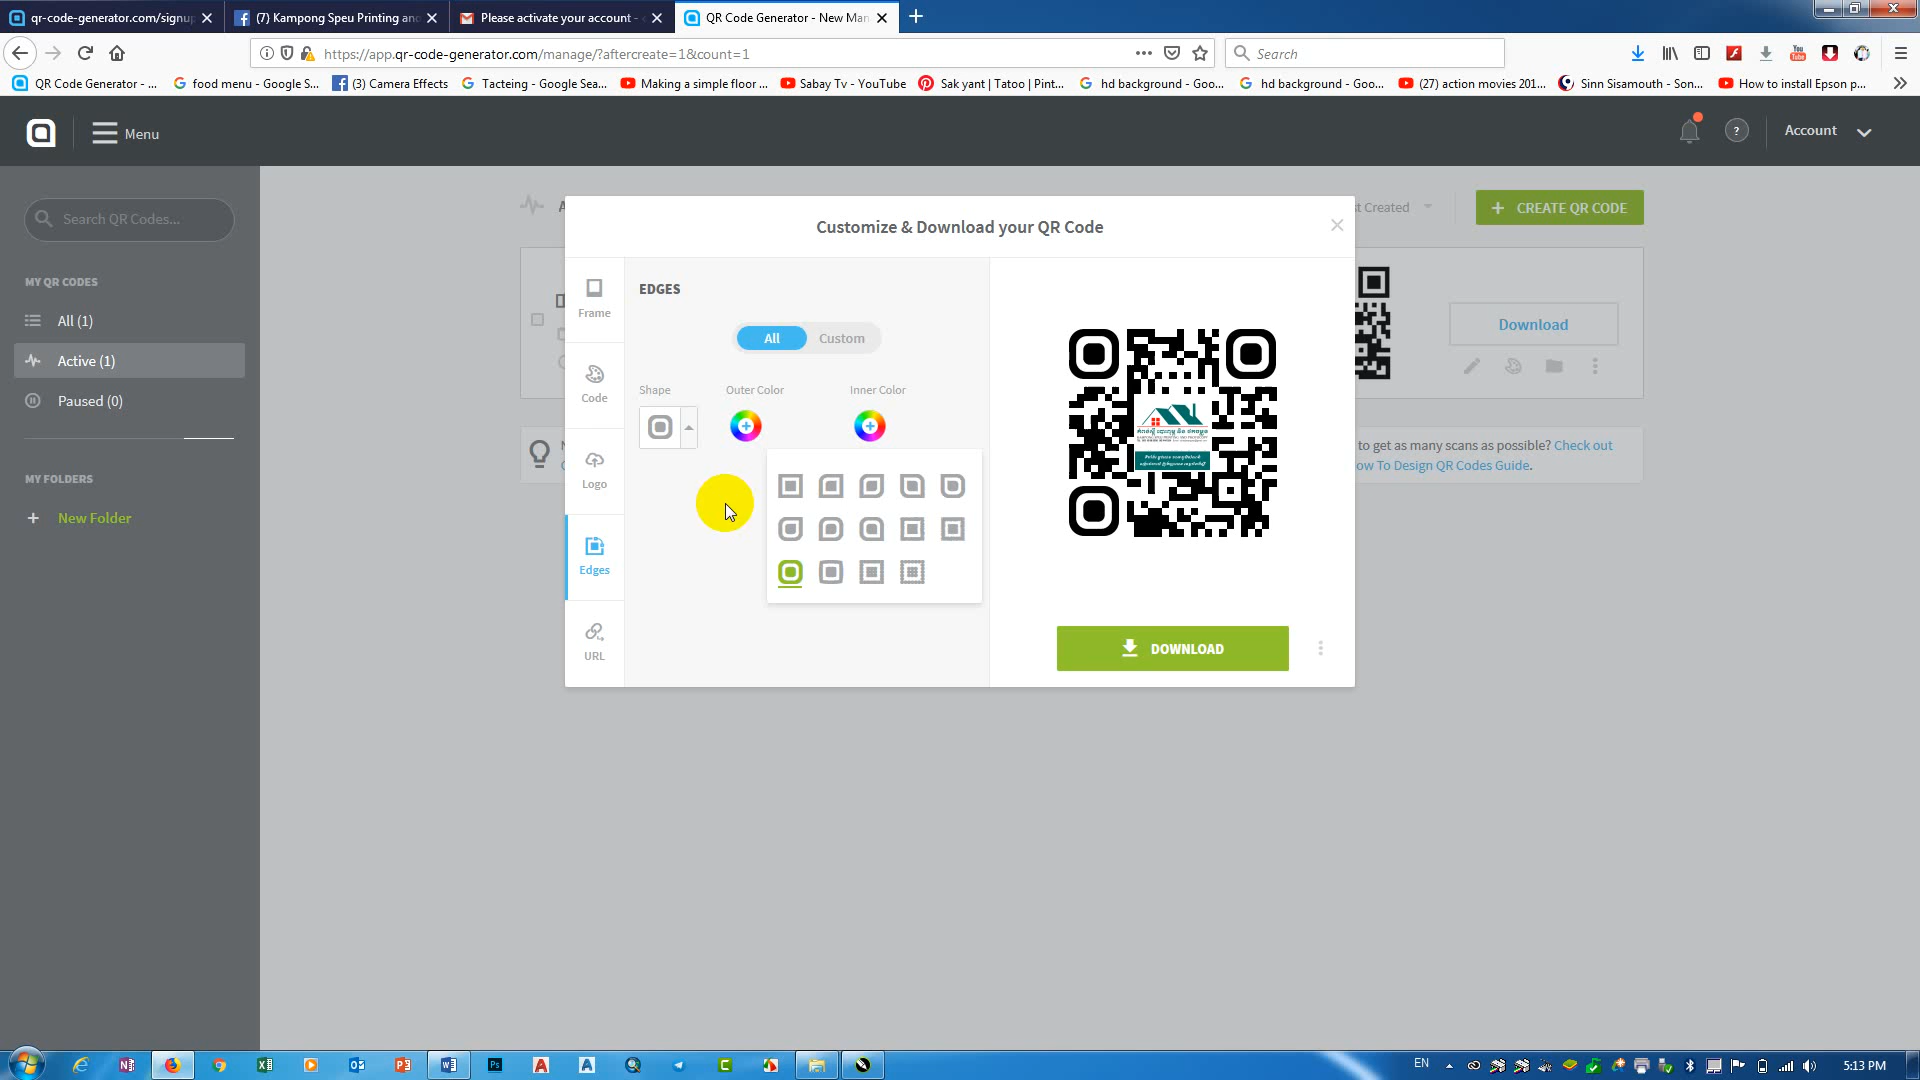 qr-code-generator.com/signup
(7) Kampong Speu Printing and
Please activate your account -
QR Code Generator - New Man
https://app.qr-code-generator.com/manage/?aftercreate=1&count=1
Search
QR Code Generator - ...
food menu - Google S...
(3) Camera Effects
Tacteing - Google Sea...
Making a simple floor ...
Sabay Tv - YouTube
Sak yant | Tatoo | Pint...
hd background - Goo...
hd background - Goo...
(27) action movies 201...
Sinn Sisamouth - Son...
How to install Epson p...
Menu
?
Account
Search QR Codes...
MY QR CODES
All (1)
Active (1)
Paused (0)
MY FOLDERS
New Folder
A
st Created
CREATE QR CODE
Download
to get as many scans as possible? Check out
ow To Design QR Codes Guide.
Customize & Download your QR Code
Frame
Code
Logo
Edges
URL
EDGES
All
Custom
Shape
Outer Color
Inner Color
DOWNLOAD
EN
5:13 PM